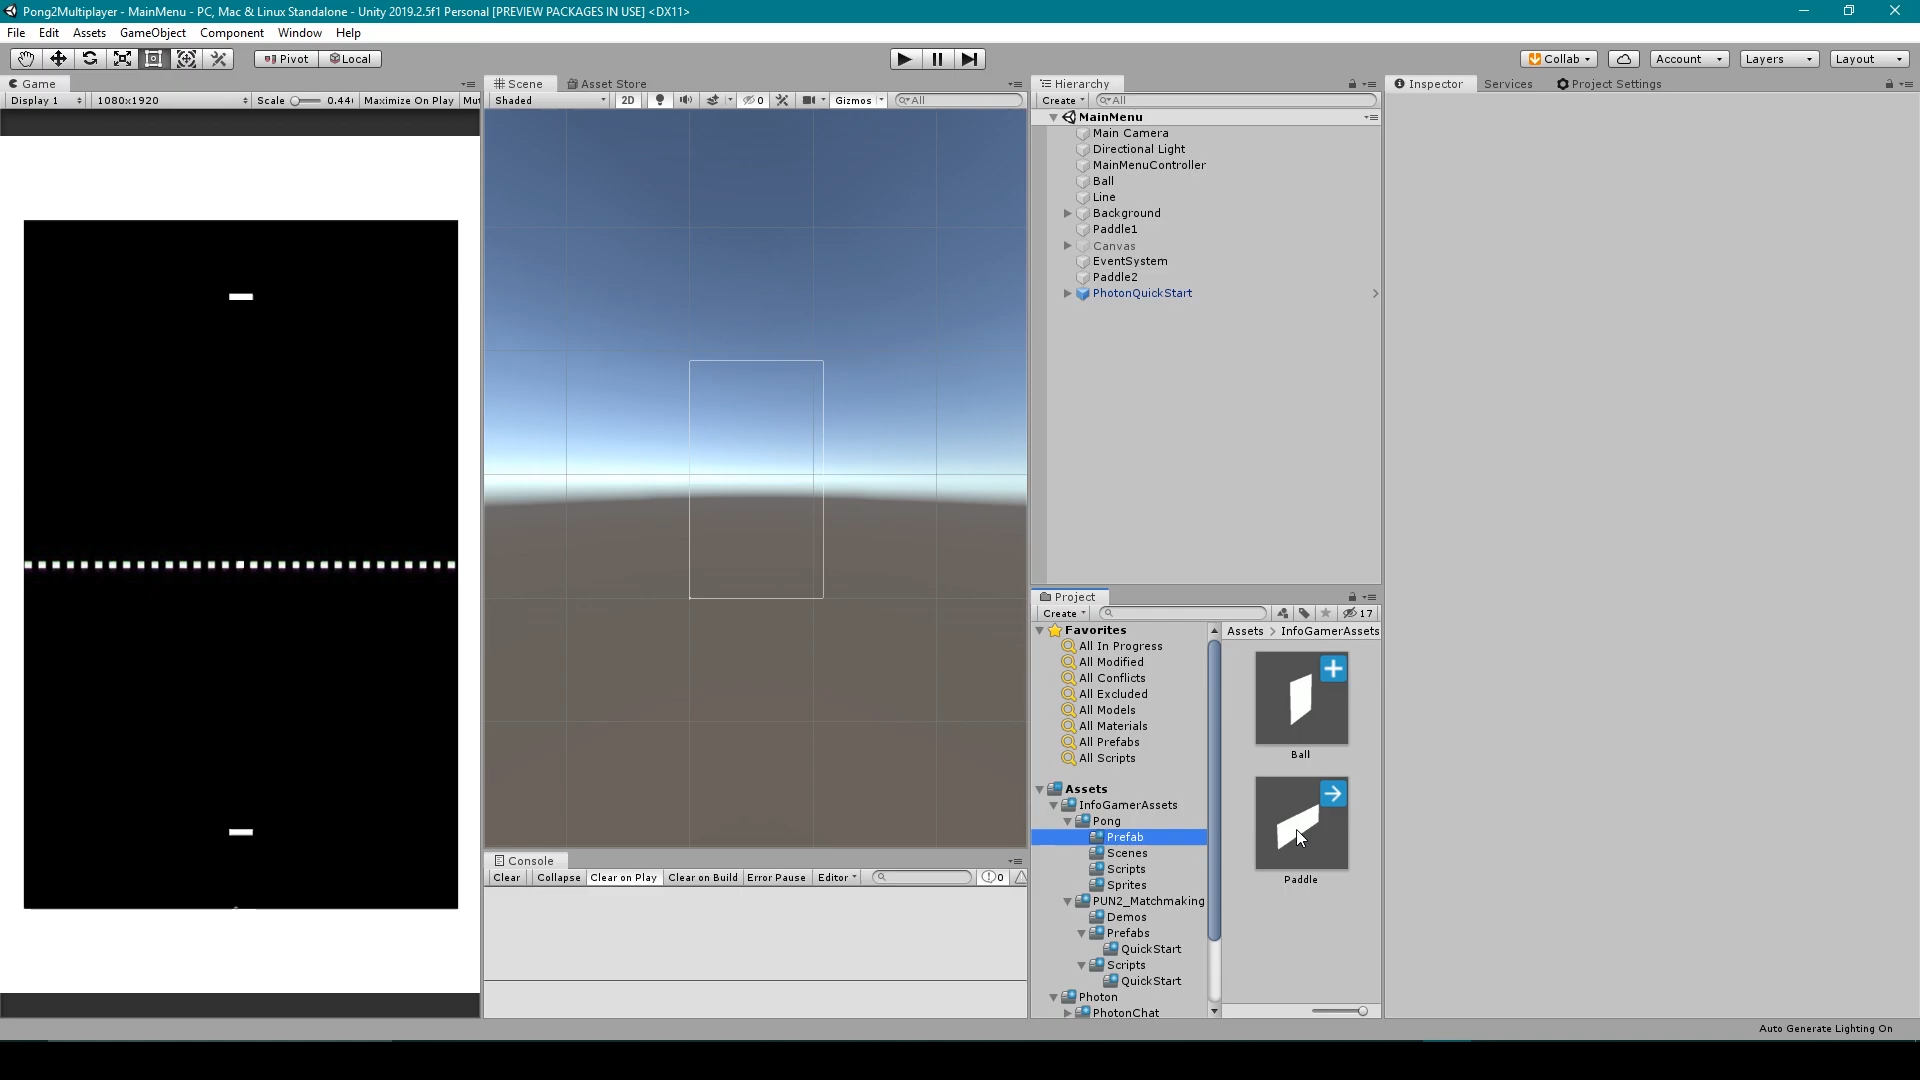 Pong2Multiplayer - MainMenu - PC, Mac & Linux Standalone - Unity 2019.2.5f1 Personal [PREVIEW PACKAGES IN USE] <DX11>
File Edit Assets GameObject Component Window Help
Pivot Local Collab Account Layers Layout
Game
Display 1 1080x1920 Scale 0.44 Maximize On Play Mut
Scene Asset Store
Shaded 2D 0 Gizmos All
Hierarchy
Create All
MainMenu
Main Camera
Directional Light
MainMenuController
Ball
Line
Background
Paddle1
Canvas
EventSystem
Paddle2
PhotonQuickStart
Inspector Services Project Settings
Project
Create 17
Favorites
All In Progress
All Modified
All Conflicts
All Excluded
All Models
All Materials
All Prefabs
All Scripts
Assets
InfoGamerAssets
Pong
Prefab
Scenes
Scripts
Sprites
PUN2_Matchmaking
Demos
Prefabs
QuickStart
Scripts
QuickStart
Photon
PhotonChat
Assets > InfoGamerAssets
Ball
Paddle
Console
Clear Collapse Clear on Play Clear on Build Error Pause Editor 0
Auto Generate Lighting On